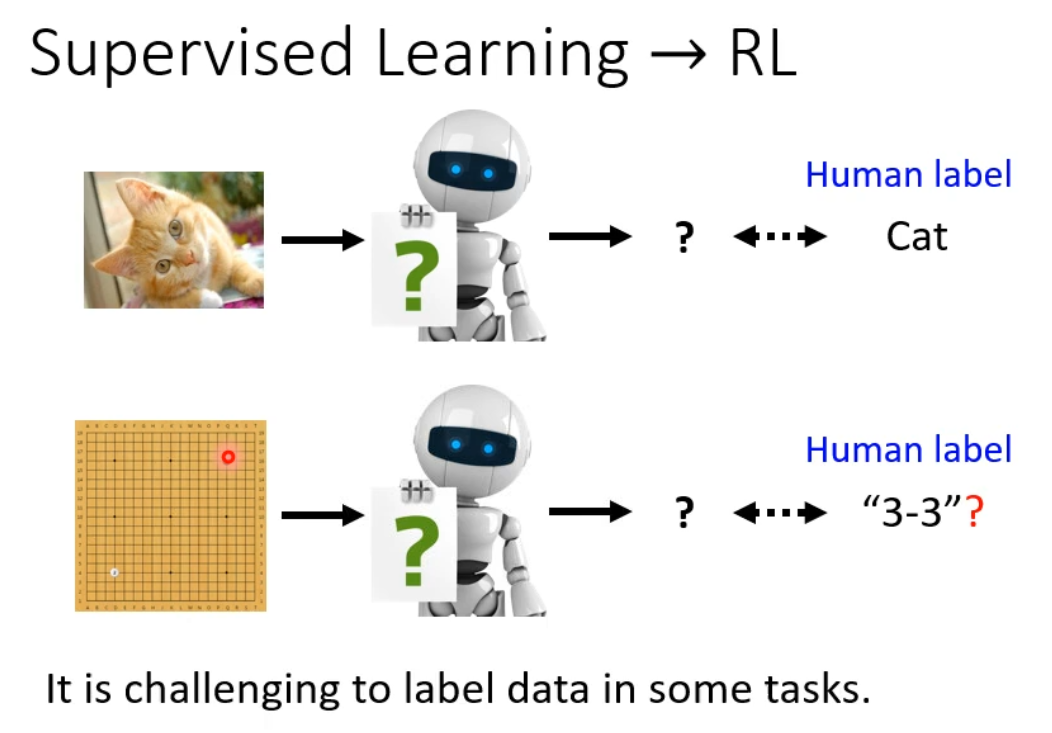 Supervised Learning → RL
Human label
?
?
Cat
Human label
?
?
“3-3”?
It is challenging to label data in some tasks.